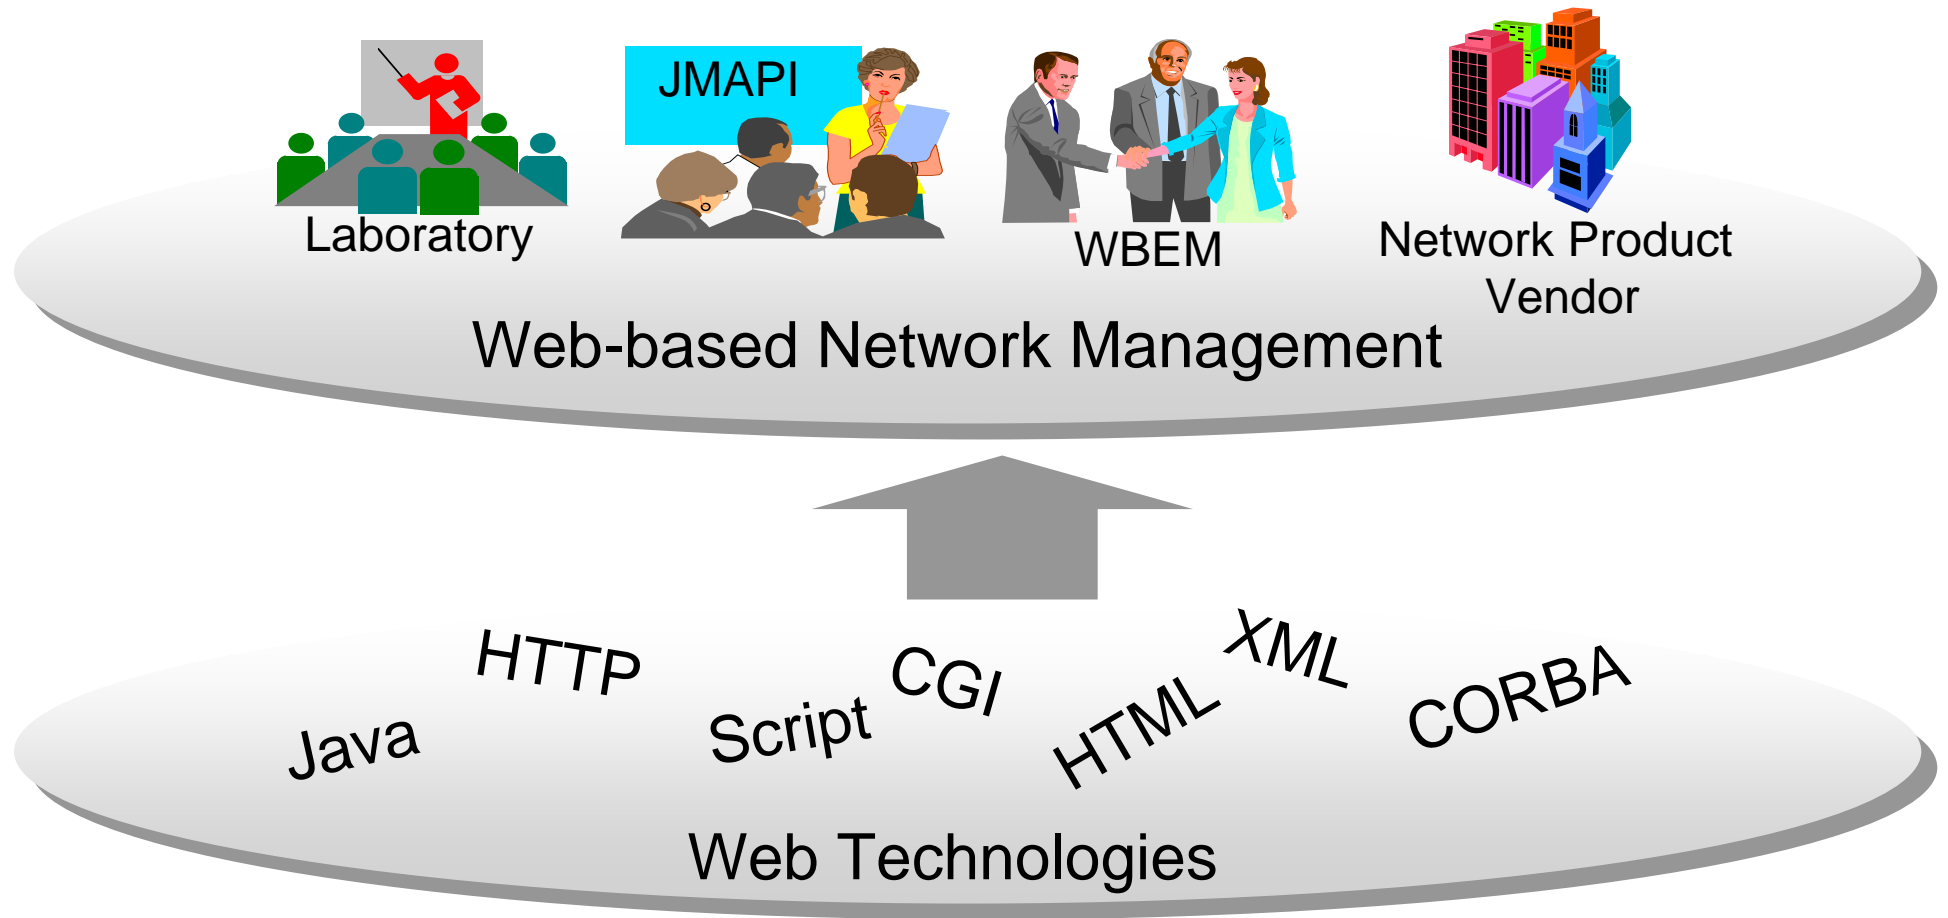 JMAPI
Laboratory
WBEM
Network Product
Vendor
Web-based Network Management
HTTP
CGI
XML
CORBA
Java
Script
HTML
Web Technologies